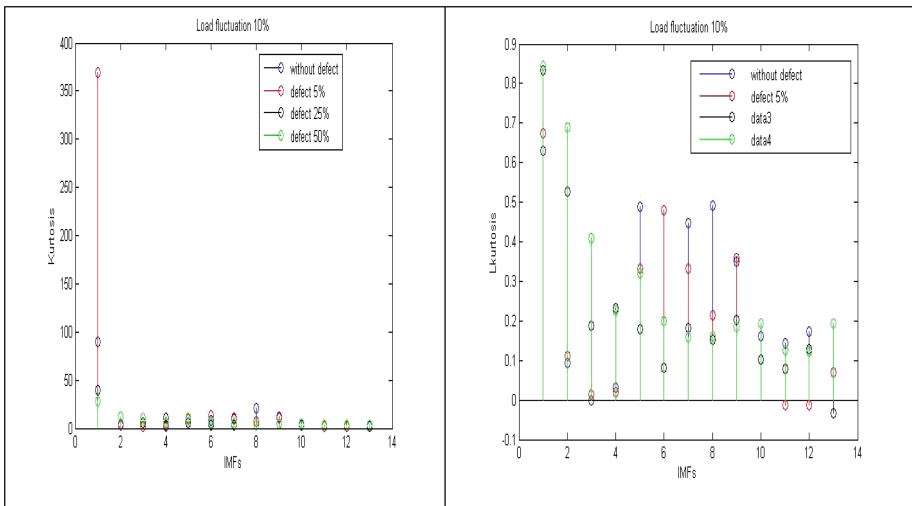 Load fluctuation 10%
400
350
300
250
200
150
100
50
0
Kurtosis
without defect
defect 5%
defect 25%
defect 50%
0 2 4 6 8 10 12 14
IMFs
Load fluctuation 10%
0.9
0.8
0.7
0.6
0.5
0.4
0.3
0.2
0.1
0
-0.1
Lkurtosis
without defect
defect 5%
data3
data4
0 2 4 6 8 10 12 14
IMFs